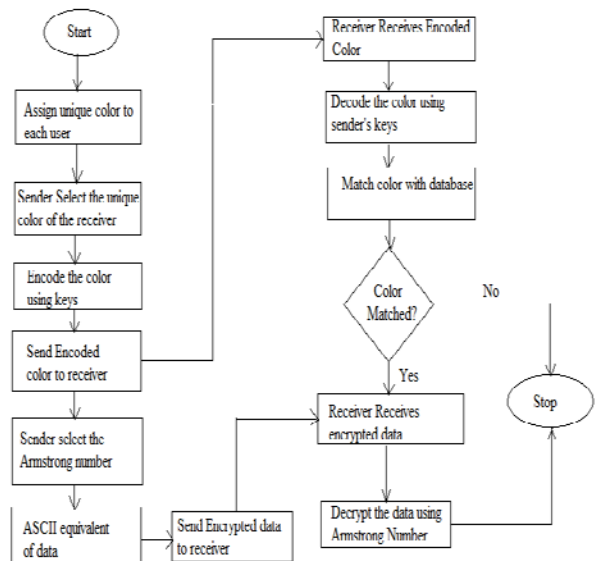 Start
Assign unique color to
each user
Sender Select the unique
color of the receiver
Encode the color
using keys
Send Encoded
color to receiver
Sender select the
Armstrong number
ASCII equivalent
of data
Send Encrypted data
to receiver
Receiver Receives Encoded
Color
Decode the color using
sender's keys
Match color with database
Color
Matched?
No
Yes
Receiver Receives
encrypted data
Decrypt the data using
Armstrong Number
Stop